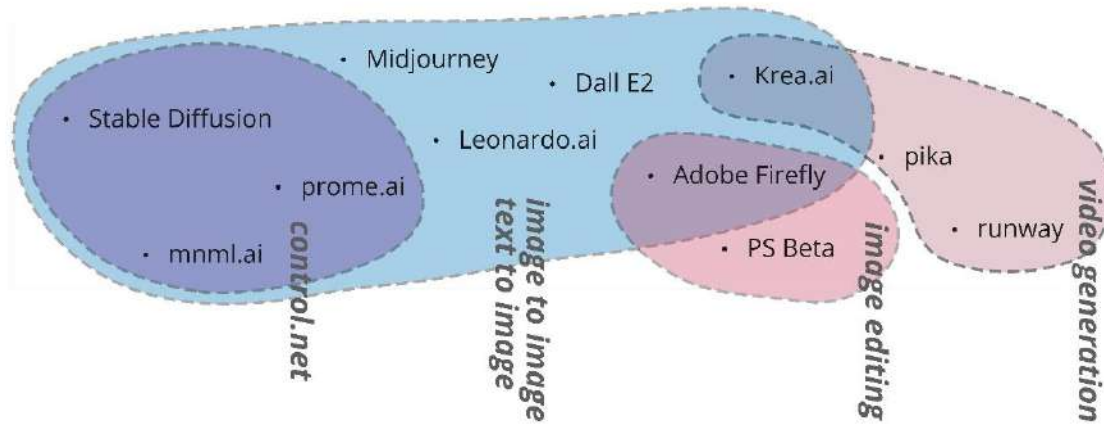 Midjourney
Krea.ai
Dall E2
Stable Diffusion
Leonardo.ai
pika
Adobe Firefly
prome.ai
runway
PS Beta
mnml.ai
control.net
image to image
text to image
image editing
video generation